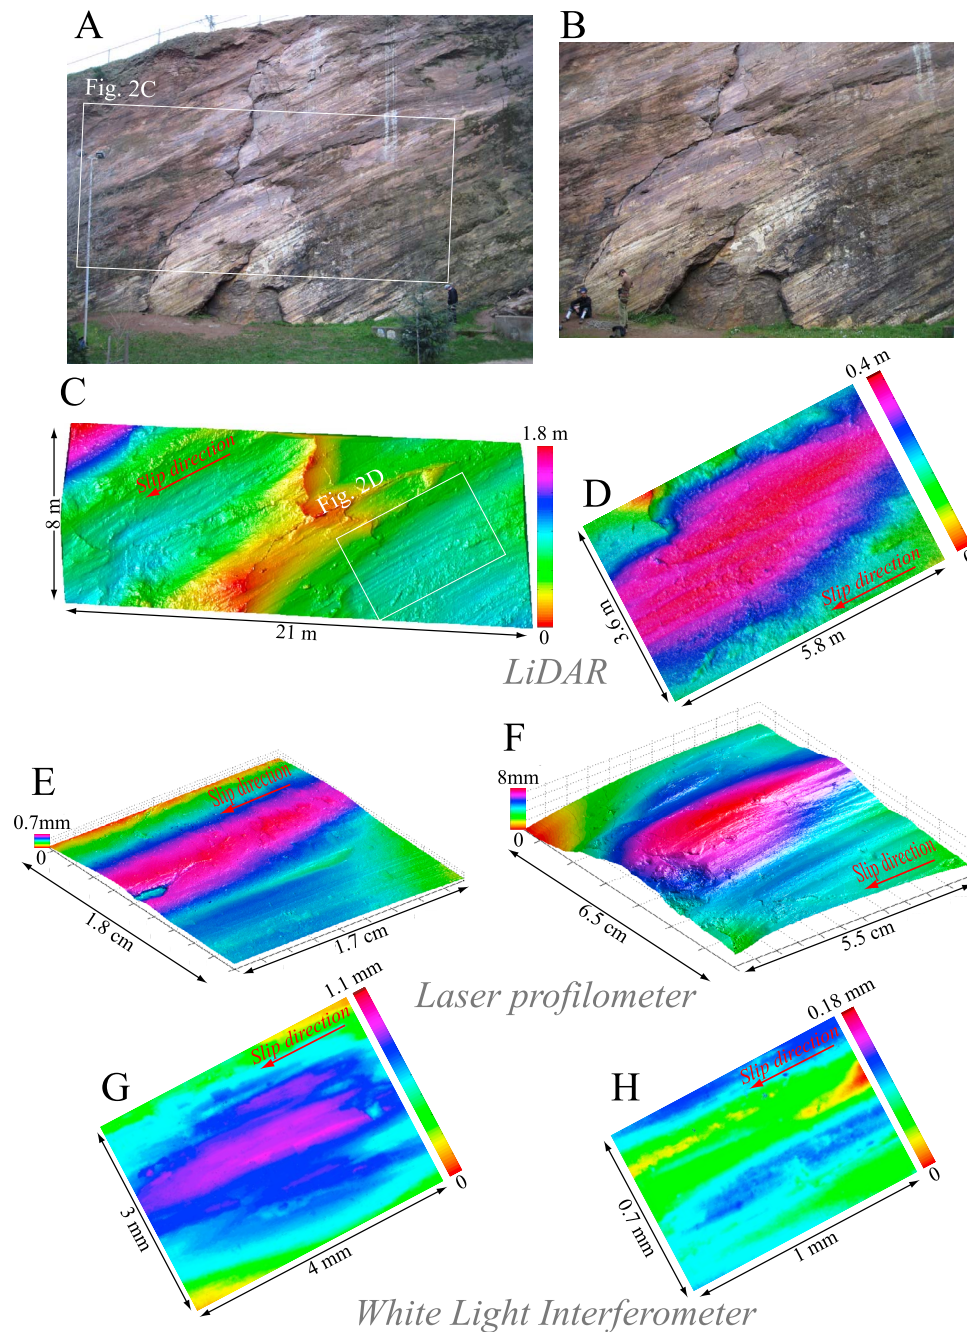 A
B
Fig. 2C
C
1.8 m
Slip direction
8 m
Fig. 2D
21 m
0
0.4 m
D
Slip direction
3.6 m
5.8 m
LiDAR
E
Slip direction
0.7mm
0
1.8 cm
1.7 cm
F
8mm
0
Slip direction
6.5 cm
5.5 cm
Laser profilometer
1.1 mm
Slip direction
G
3 mm
4 mm
0
0.18 mm
Slip direction
H
0.7 mm
1 mm
0
White Light Interferometer